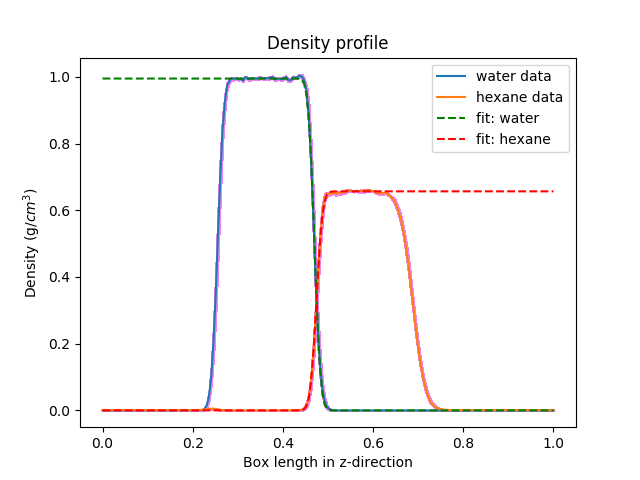 Density profile
water data
hexane data
fit: water
fit: hexane
Density (g/cm³)
1.0
0.8
0.6
0.4
0.2
0.0
0.0 0.2 0.4 0.6 0.8 1.0
Box length in z-direction